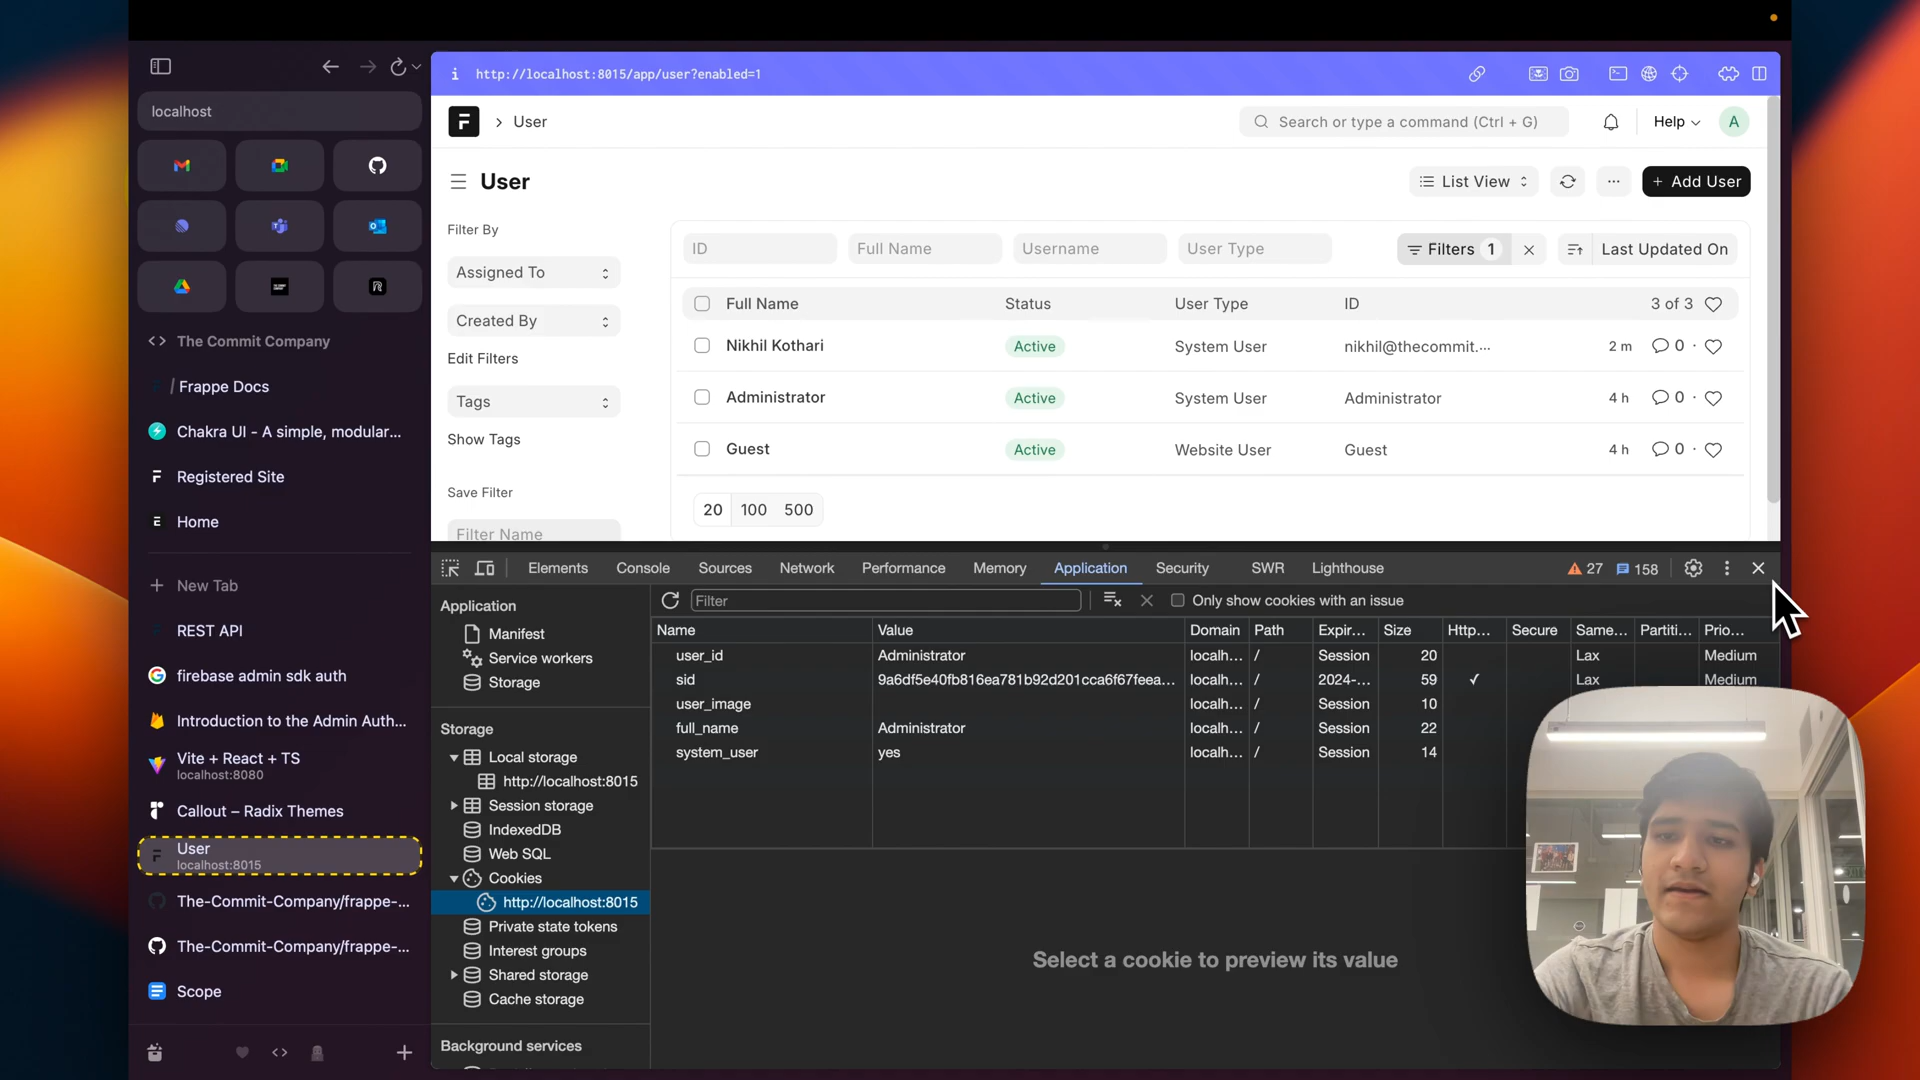 http://localhost:8015/app/user?enabled=1
localhost
User
Search or type a command (Ctrl + G)
Help
A
User
List View
+ Add User
Filter By
Assigned To
Created By
Edit Filters
Tags
Show Tags
Save Filter
Filter Name
ID
Full Name
Username
User Type
Filters 1
Last Updated On
Full Name Status User Type ID 3 of 3
Nikhil Kothari Active System User nikhil@thecommit.... 2 m 0
Administrator Active System User Administrator 4 h 0
Guest Active Website User Guest 4 h 0
20 100 500
<> The Commit Company
/ Frappe Docs
Chakra UI - A simple, modular...
Registered Site
Home
+ New Tab
REST API
firebase admin sdk auth
Introduction to the Admin Auth...
Vite + React + TS
localhost:8080
Callout – Radix Themes
User
localhost:8015
The-Commit-Company/frappe-...
The-Commit-Company/frappe-...
Scope
Elements Console Sources Network Performance Memory Application Security SWR Lighthouse 27 158
Application
Manifest
Service workers
Storage
Storage
Local storage
http://localhost:8015
Session storage
IndexedDB
Web SQL
Cookies
http://localhost:8015
Private state tokens
Interest groups
Shared storage
Cache storage
Background services
Filter
Only show cookies with an issue
Name Value Domain Path Expir... Size Http... Secure Same... Partiti... Prio...
user_id Administrator localh... / Session 20 Lax Medium
sid 9a6df5e40fb816ea781b92d201cca6f67feea... localh... / 2024-... 59 ✓ Lax Medium
user_image localh... / Session 10
full_name Administrator localh... / Session 22
system_user yes localh... / Session 14
Select a cookie to preview its value